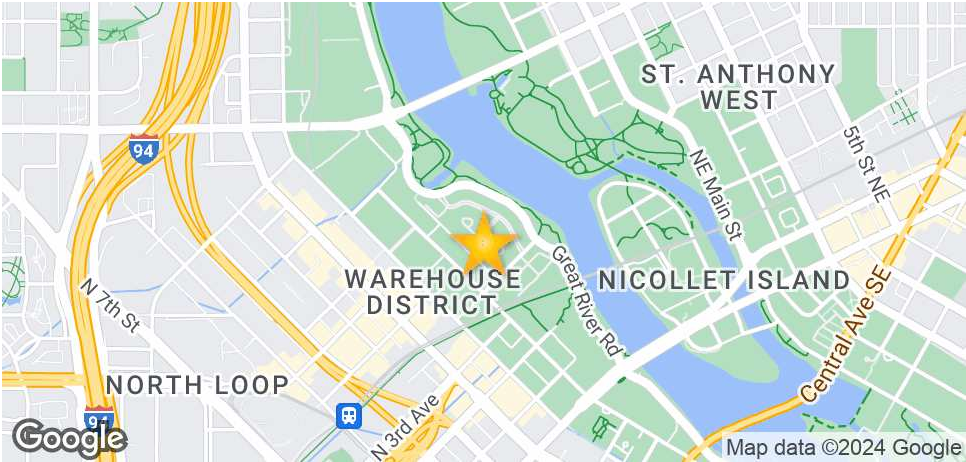 ST. ANTHONY
WEST
5th St NE
94
NE Main St
WAREHOUSE
DISTRICT
Great River Rd
NICOLLET ISLAND
N 7th St
Central Ave SE
NORTH LOOP
N 3rd Ave
94
Google
Map data ©2024 Google